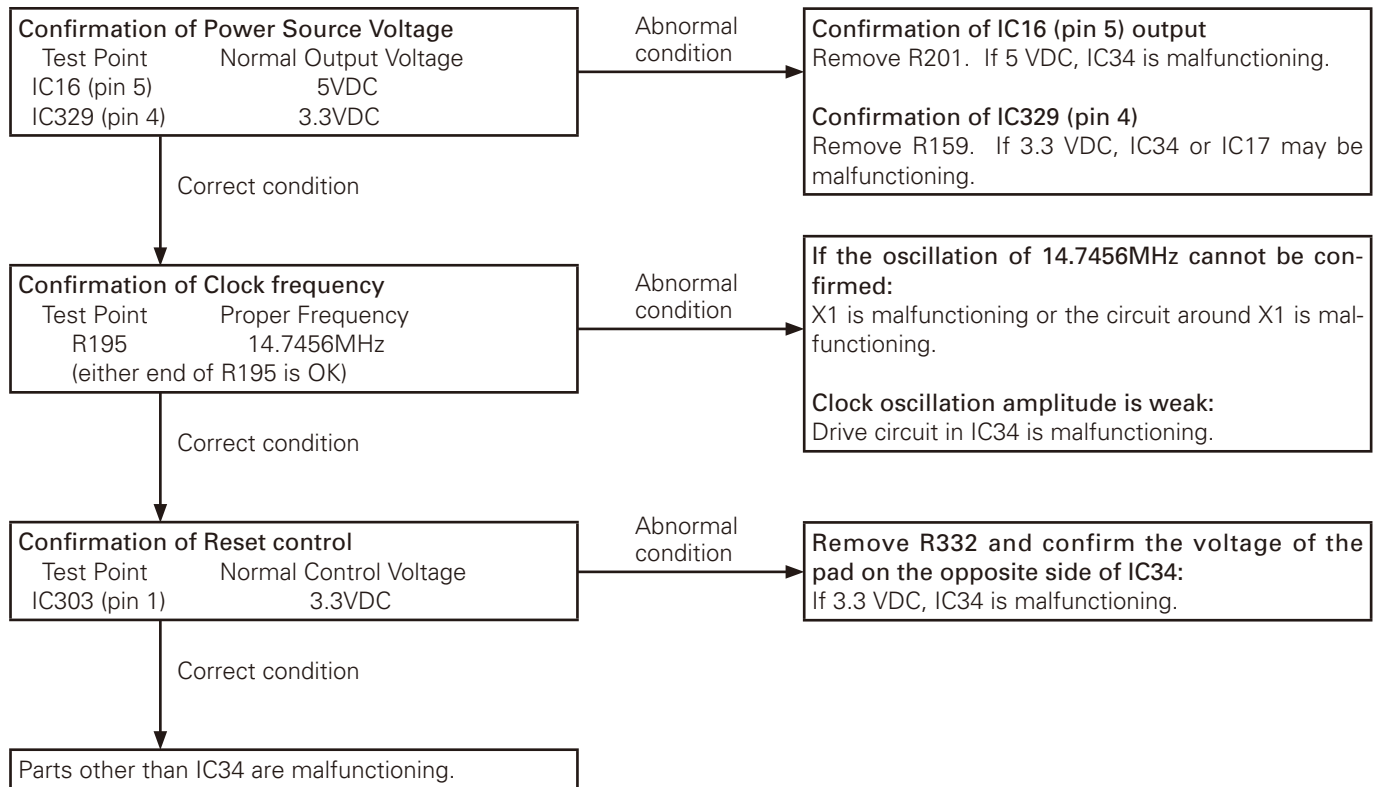 Confirmation of Power Source Voltage
Test Point Normal Output Voltage
IC16 (pin 5) 5VDC
IC329 (pin 4) 3.3VDC
Abnormal
condition
Confirmation of IC16 (pin 5) output
Remove R201. If 5 VDC, IC34 is malfunctioning.
Confirmation of IC329 (pin 4)
Remove R159. If 3.3 VDC, IC34 or IC17 may be
malfunctioning.
Correct condition
Confirmation of Clock frequency
Test Point Proper Frequency
R195 14.7456MHz
(either end of R195 is OK)
Abnormal
condition
If the oscillation of 14.7456MHz cannot be con-
firmed:
X1 is malfunctioning or the circuit around X1 is mal-
functioning.
Clock oscillation amplitude is weak:
Drive circuit in IC34 is malfunctioning.
Correct condition
Confirmation of Reset control
Test Point Normal Control Voltage
IC303 (pin 1) 3.3VDC
Abnormal
condition
Remove R332 and confirm the voltage of the
pad on the opposite side of IC34:
If 3.3 VDC, IC34 is malfunctioning.
Correct condition
Parts other than IC34 are malfunctioning.